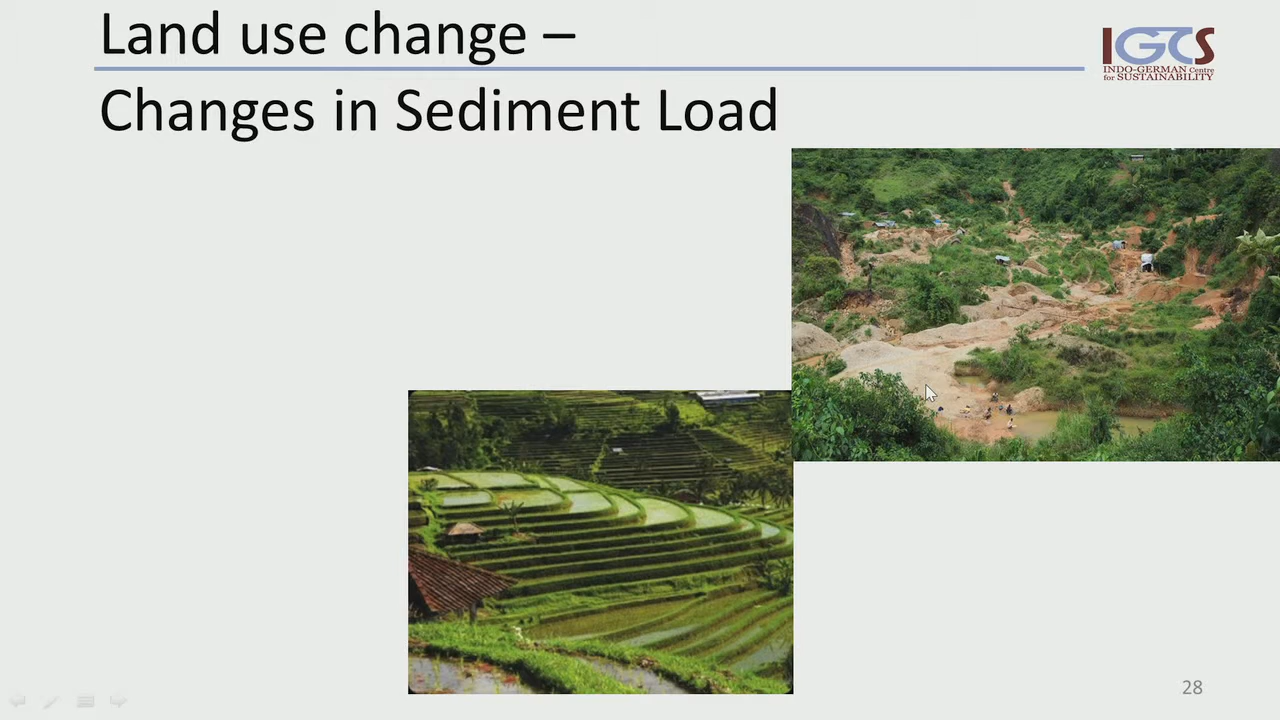 Land use change –
Changes in Sediment Load
IGCS
INDO-GERMAN Centre
for SUSTAINABILITY
28